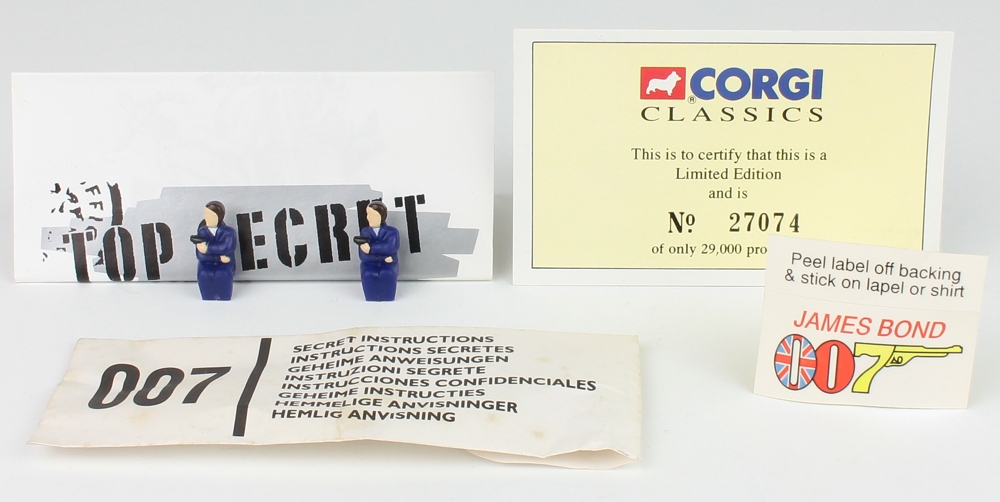 TOP SECRET
CORGI
®
CLASSICS
This is to certify that this is a
Limited Edition
and is
No 27074
of only 29,000
Peel label off backing
& stick on lapel or shirt
JAMES BOND
007
007
SECRET INSTRUCTIONS
INSTRUCTIONS SECRETES
GEHEIME ANWEISUNGEN
INSTRUZIONI SEGRETE
INSTRUCCIONES CONFIDENCIALES
GEHEIME INSTRUCTIES
HEMMELIGE ANVISNINGER
HEMLIG ANVISNING